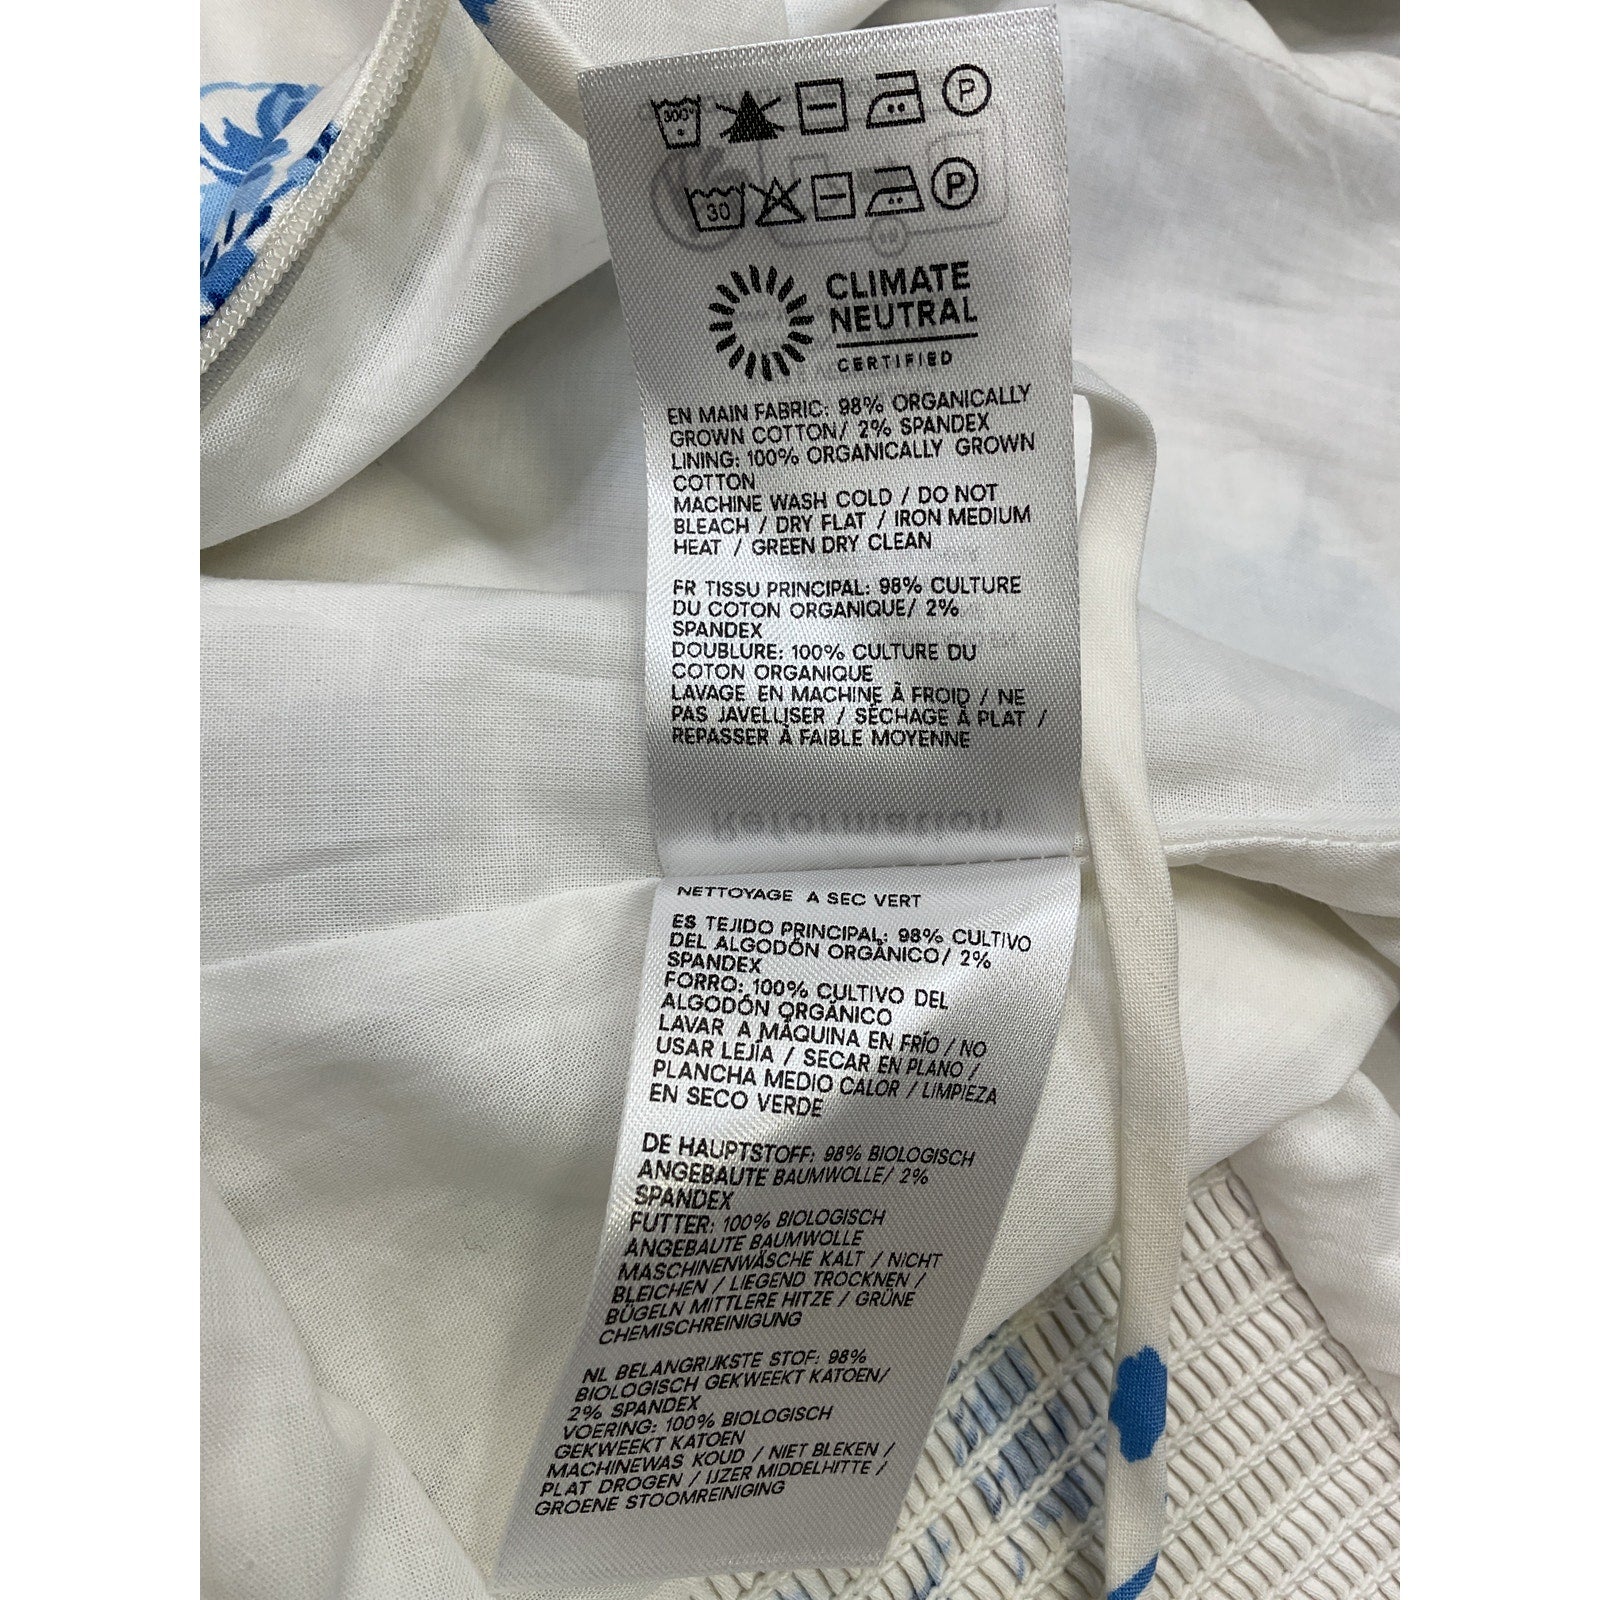 300°
P
30
P
CLIMATE
NEUTRAL
CERTIFIED
EN MAIN FABRIC: 98% ORGANICALLY
GROWN COTTON/ 2% SPANDEX
LINING: 100% ORGANICALLY GROWN
COTTON
MACHINE WASH COLD / DO NOT
BLEACH / DRY FLAT / IRON MEDIUM
HEAT / GREEN DRY CLEAN
FR TISSU PRINCIPAL: 98% CULTURE
DU COTON ORGANIQUE/ 2%
SPANDEX
DOUBLURE: 100% CULTURE DU
COTON ORGANIQUE
LAVAGE EN MACHINE À FROID / NE
PAS JAVELLISER / SÉCHAGE À PLAT /
REPASSER À FAIBLE MOYENNE
Reformation
NETTOYAGE A SEC VERT
ES TEJIDO PRINCIPAL: 98% CULTIVO
DEL ALGODÓN ORGÁNICO/ 2%
SPANDEX
FORRO: 100% CULTIVO DEL
ALGODÓN ORGÁNICO
LAVAR A MÁQUINA EN FRÍO / NO
USAR LEJÍA / SECAR EN PLANO /
PLANCHA MEDIO CALOR / LIMPIEZA
EN SECO VERDE
DE HAUPTSTOFF: 98% BIOLOGISCH
ANGEBAUTE BAUMWOLLE/ 2%
SPANDEX
FUTTER: 100% BIOLOGISCH
ANGEBAUTE BAUMWOLLE
MASCHINENWÄSCHE KALT / NICHT
BLEICHEN / LIEGEND TROCKNEN /
BÜGELN MITTLERE HITZE / GRÜNE
CHEMISCHREINIGUNG
NL BELANGRIJKSTE STOF: 98%
BIOLOGISCH GEKWEEKT KATOEN/
2% SPANDEX
VOERING: 100% BIOLOGISCH
GEKWEEKT KATOEN
MACHINEWAS KOUD / NIET BLEKEN /
PLAT DROGEN / IJZER MIDDELHITTE /
GROENE STOOMREINIGING